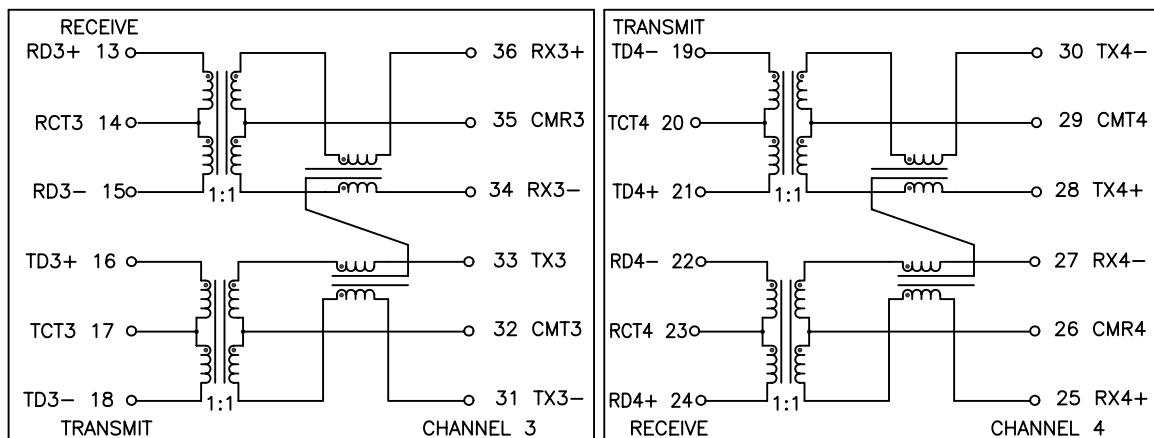 RECEIVE
RD3+ 13
36 RX3+
RCT3 14
35 CMR3
RD3- 15
1:1
34 RX3-
TD3+ 16
33 TX3
TCT3 17
32 CMT3
TD3- 18
1:1
31 TX3-
TRANSMIT
CHANNEL 3
TRANSMIT
TD4- 19
30 TX4-
TCT4 20
29 CMT4
TD4+ 21
1:1
28 TX4+
RD4- 22
27 RX4-
RCT4 23
26 CMR4
RD4+ 24
1:1
25 RX4+
RECEIVE
CHANNEL 4